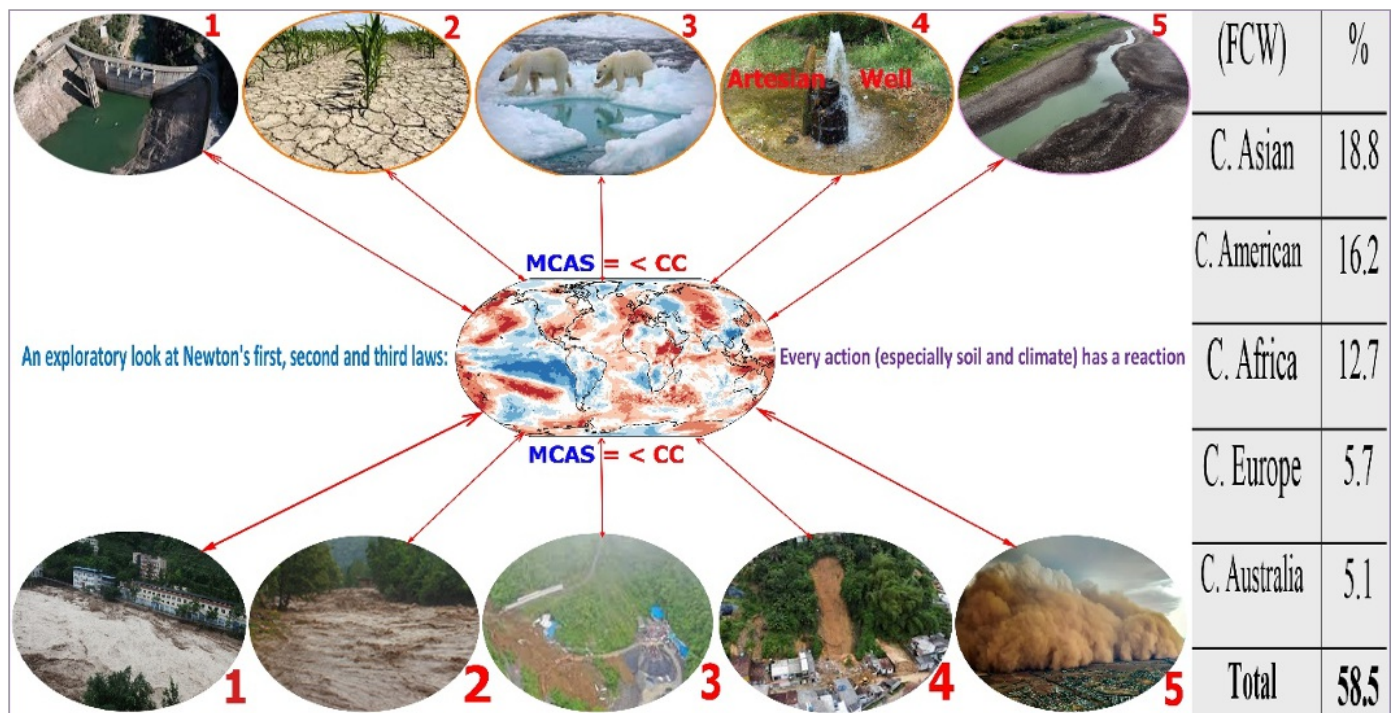 1
2
3
4
5
Artesian Well
MCAS = < CC
An exploratory look at Newton's first, second and third laws:
Every action (especially soil and climate) has a reaction
MCAS = < CC
1
2
3
4
5
(FCW) %
C. Asian 18.8
C. American 16.2
C. Africa 12.7
C. Europe 5.7
C. Australia 5.1
Total 58.5